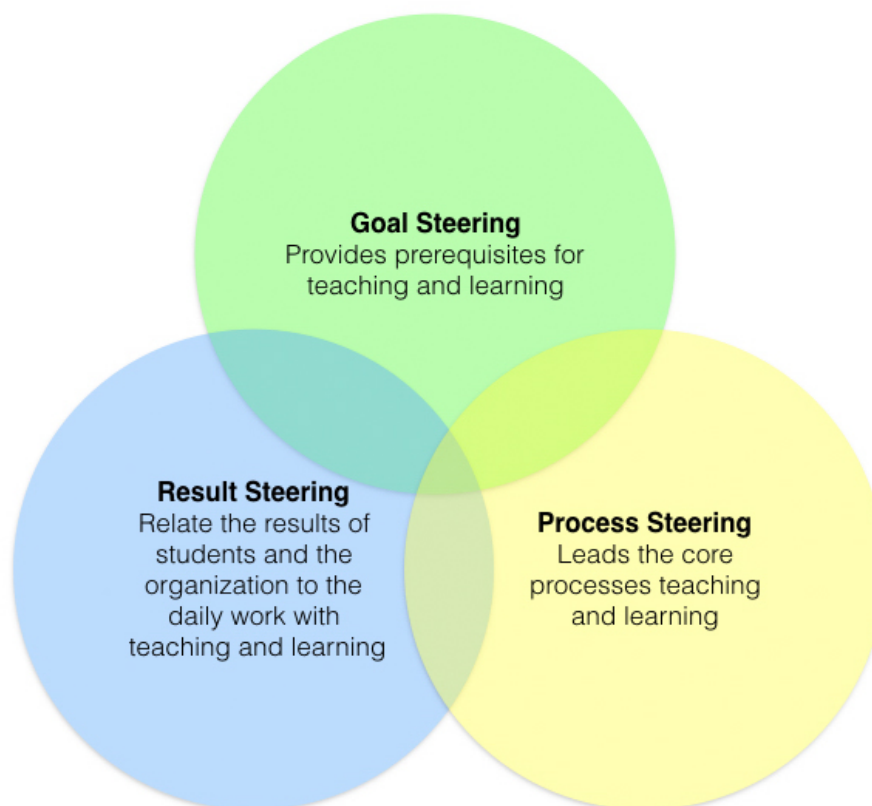 Goal Steering
Provides prerequisites for
teaching and learning
Result Steering
Relate the results of
students and the
organization to the
daily work with
teaching and learning
Process Steering
Leads the core
processes teaching
and learning